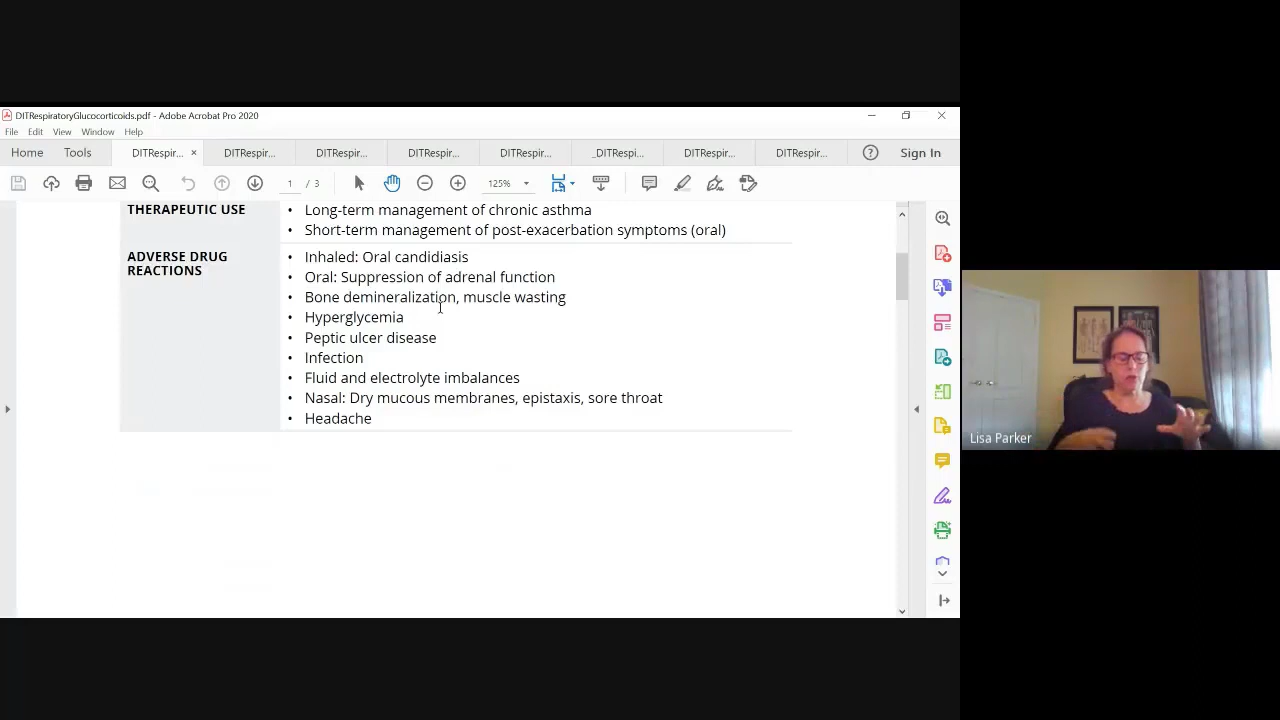 DITRespiratoryGlucocorticoids.pdf - Adobe Acrobat Pro 2020
File Edit View Window Help
Home Tools DITRespir... × DITRespir... DITRespir... DITRespir... DITRespir... _DITRespi... DITRespir... DITRespir... Sign In
1 / 3 125%
THERAPEUTIC USE
• Long-term management of chronic asthma
• Short-term management of post-exacerbation symptoms (oral)
ADVERSE DRUG
REACTIONS
• Inhaled: Oral candidiasis
• Oral: Suppression of adrenal function
• Bone demineralization, muscle wasting
• Hyperglycemia
• Peptic ulcer disease
• Infection
• Fluid and electrolyte imbalances
• Nasal: Dry mucous membranes, epistaxis, sore throat
• Headache
Lisa Parker